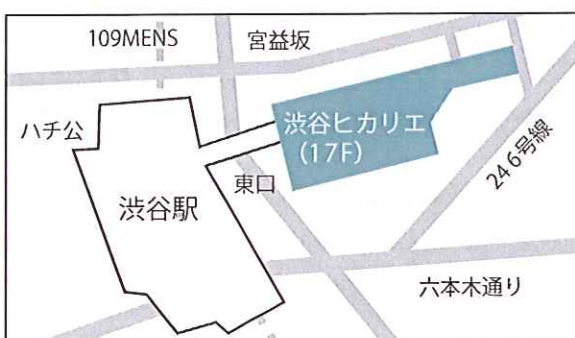 109MENS
宮益坂
ハチ公
渋谷ヒカリエ
(17F)
246号線
東口
渋谷駅
六本木通り